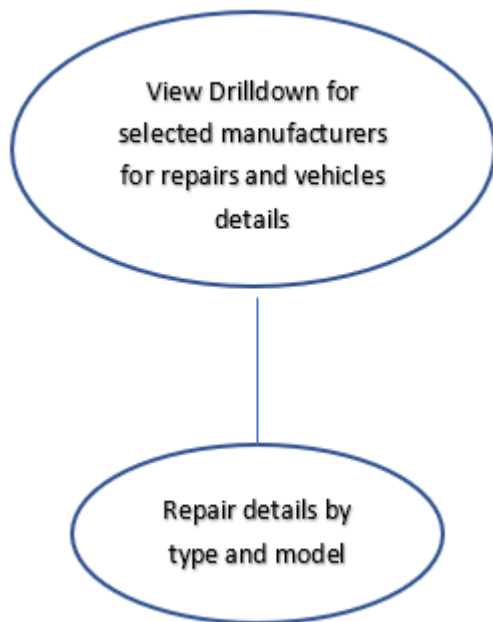 View Drilldown for
selected manufacturers
for repairs and vehicles
details
Repair details by
type and model